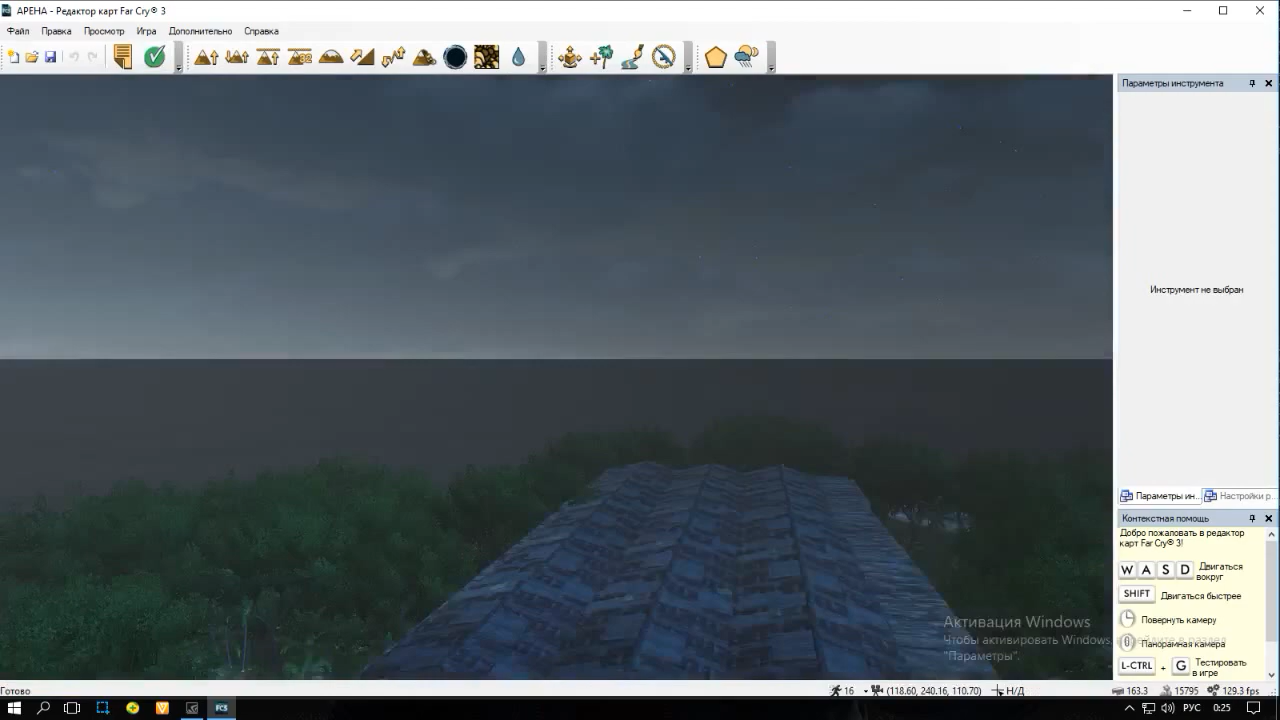 АРЕНА - Редактор карт Far Cry® 3
Файл Правка Просмотр Игра Дополнительно Справка
Параметры инструмента
Инструмент не выбран
Параметры ин... Настройки р...
Контекстная помощь
Добро пожаловать в редактор
карт Far Cry® 3!
W A S D Двигаться
вокруг
SHIFT Двигаться быстрее
Повернуть камеру
Панорамная камера
L-CTRL + G Тестировать
в игре
Активация Windows
Чтобы активировать Windows, перейдите в раздел
"Параметры".
Готово
16 (118.60, 240.16, 110.70) Н/Д 163.3 15795 129.3 fps
FC3 РУС 0:25